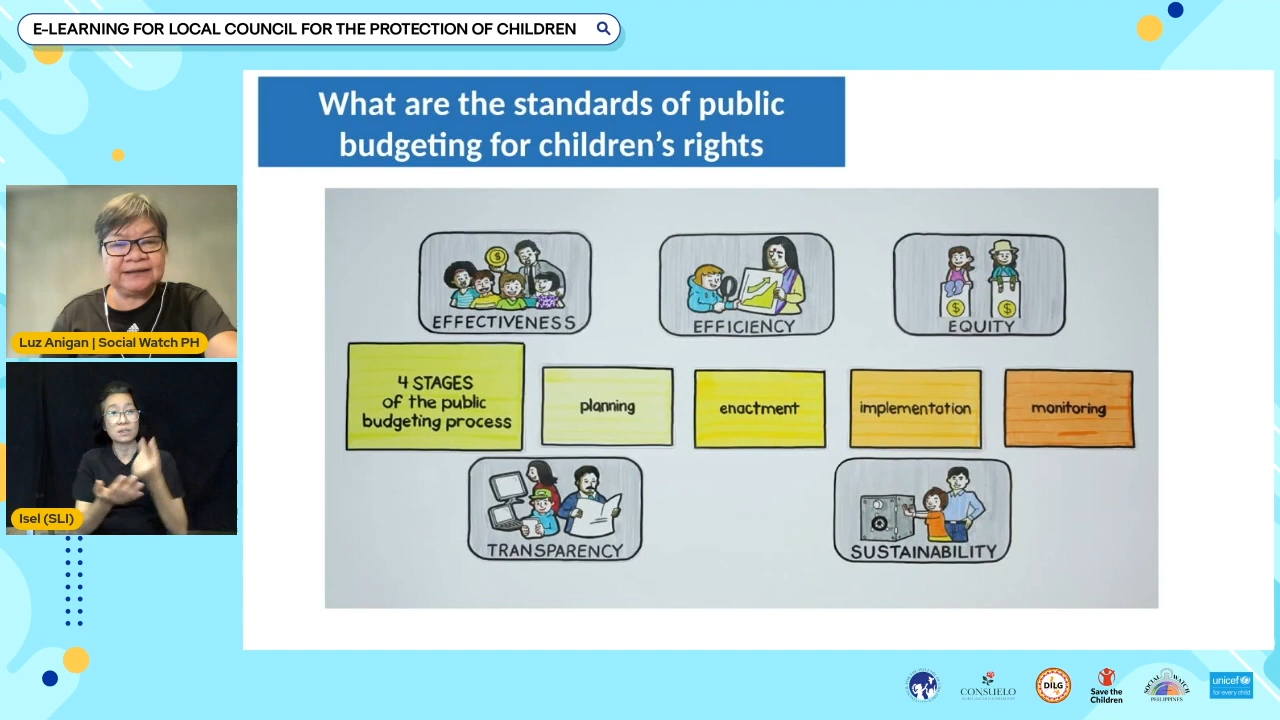 E-LEARNING FOR LOCAL COUNCIL FOR THE PROTECTION OF CHILDREN
What are the standards of public
budgeting for children's rights
EFFECTIVENESS
EFFICIENCY
EQUITY
4 STAGES
of the public
budgeting process
planning
enactment
implementation
monitoring
TRANSPARENCY
SUSTAINABILITY
Luz Anigan | Social Watch PH
Isel (SLI)
CONSUELO
DILG
Save the
Children
SOCIAL WATCH
PHILIPPINES
unicef
for every child